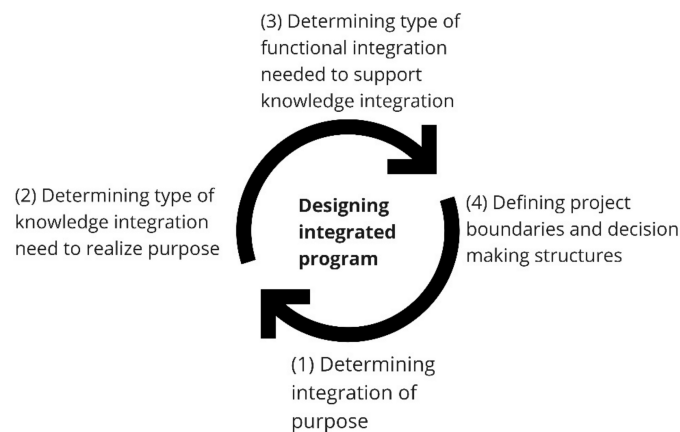 (3) Determining type of
functional integration
needed to support
knowledge integration
(2) Determining type of
knowledge integration
need to realize purpose
Designing
integrated
program
(4) Defining project
boundaries and decision
making structures
(1) Determining
integration of
purpose